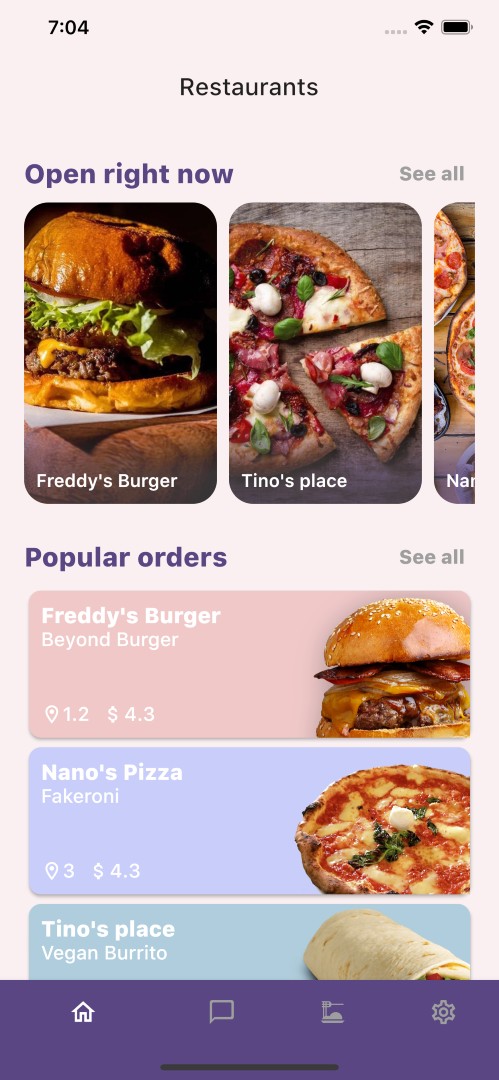 7:04
Restaurants
Open right now
See all
Freddy's Burger
Tino's place
Nar
Popular orders
See all
Freddy's Burger
Beyond Burger
1.2 $ 4.3
Nano's Pizza
Fakeroni
3 $ 4.3
Tino's place
Vegan Burrito